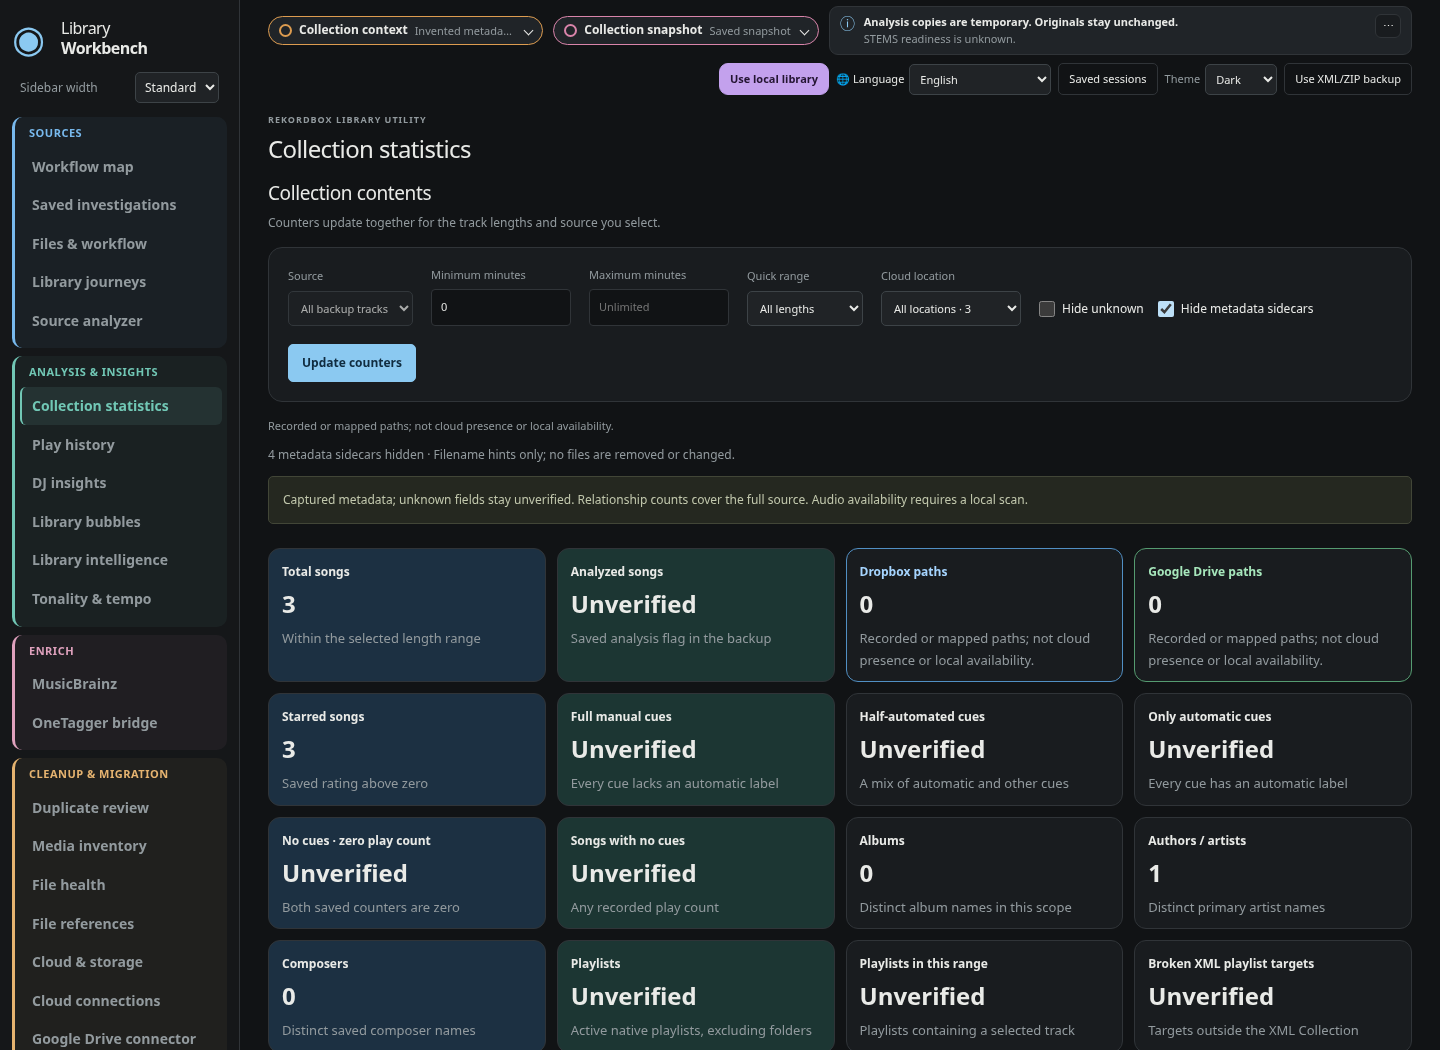 Library
Workbench
Sidebar width
Standard
SOURCES
Workflow map
Saved investigations
Files & workflow
Library journeys
Source analyzer
ANALYSIS & INSIGHTS
Collection statistics
Play history
DJ insights
Library bubbles
Library intelligence
Tonality & tempo
ENRICH
MusicBrainz
OneTagger bridge
CLEANUP & MIGRATION
Duplicate review
Media inventory
File health
File references
Cloud & storage
Cloud connections
Google Drive connector
Collection context Invented metada...
Collection snapshot Saved snapshot
Analysis copies are temporary. Originals stay unchanged.
STEMS readiness is unknown.
...
Use local library
Language
English
Saved sessions
Theme
Dark
Use XML/ZIP backup
REKORDBOX LIBRARY UTILITY
Collection statistics
Collection contents
Counters update together for the track lengths and source you select.
Source
Minimum minutes
Maximum minutes
Quick range
Cloud location
All backup tracks
0
Unlimited
All lengths
All locations · 3
Hide unknown
Hide metadata sidecars
Update counters
Recorded or mapped paths; not cloud presence or local availability.
4 metadata sidecars hidden · Filename hints only; no files are removed or changed.
Captured metadata; unknown fields stay unverified. Relationship counts cover the full source. Audio availability requires a local scan.
Total songs
3
Within the selected length range
Analyzed songs
Unverified
Saved analysis flag in the backup
Dropbox paths
0
Recorded or mapped paths; not cloud
presence or local availability.
Google Drive paths
0
Recorded or mapped paths; not cloud
presence or local availability.
Starred songs
3
Saved rating above zero
Full manual cues
Unverified
Every cue lacks an automatic label
Half-automated cues
Unverified
A mix of automatic and other cues
Only automatic cues
Unverified
Every cue has an automatic label
No cues · zero play count
Unverified
Both saved counters are zero
Songs with no cues
Unverified
Any recorded play count
Albums
0
Distinct album names in this scope
Authors / artists
1
Distinct primary artist names
Composers
0
Distinct saved composer names
Playlists
Unverified
Active native playlists, excluding folders
Playlists in this range
Unverified
Playlists containing a selected track
Broken XML playlist targets
Unverified
Targets outside the XML Collection